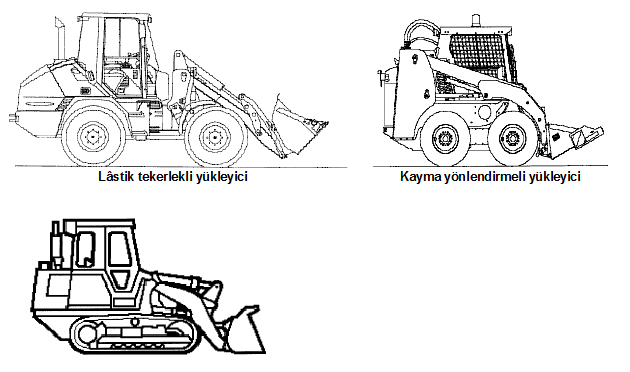 Lâstik tekerlekli yükleyici
Kayma yönlendirmeli yükleyici